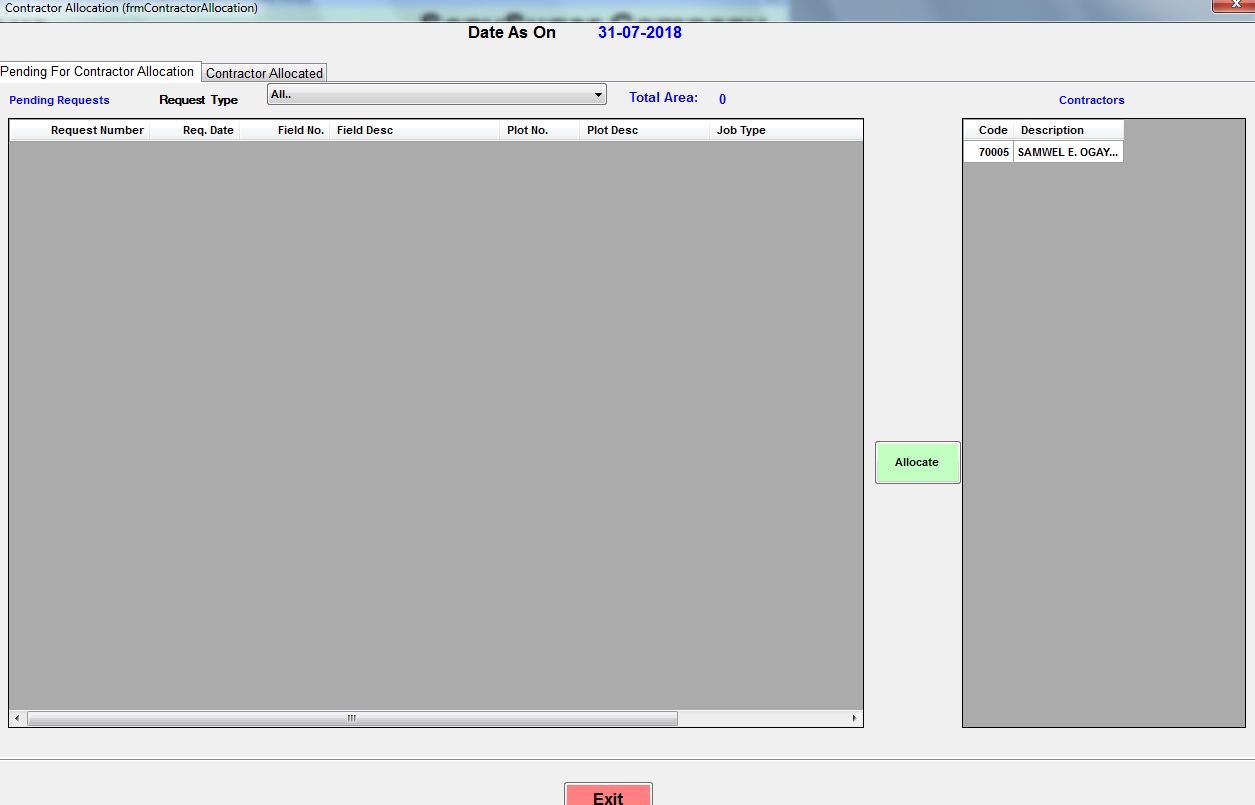 Contractor Allocation (frmContractorAllocation)
Date As On 31-07-2018
Pending For Contractor Allocation Contractor Allocated
Pending Requests Request Type All.. Total Area: 0 Contractors
Request Number Req. Date Field No. Field Desc Plot No. Plot Desc Job Type Code Description
70005 SAMWEL E. OGAY...
Allocate
Exit